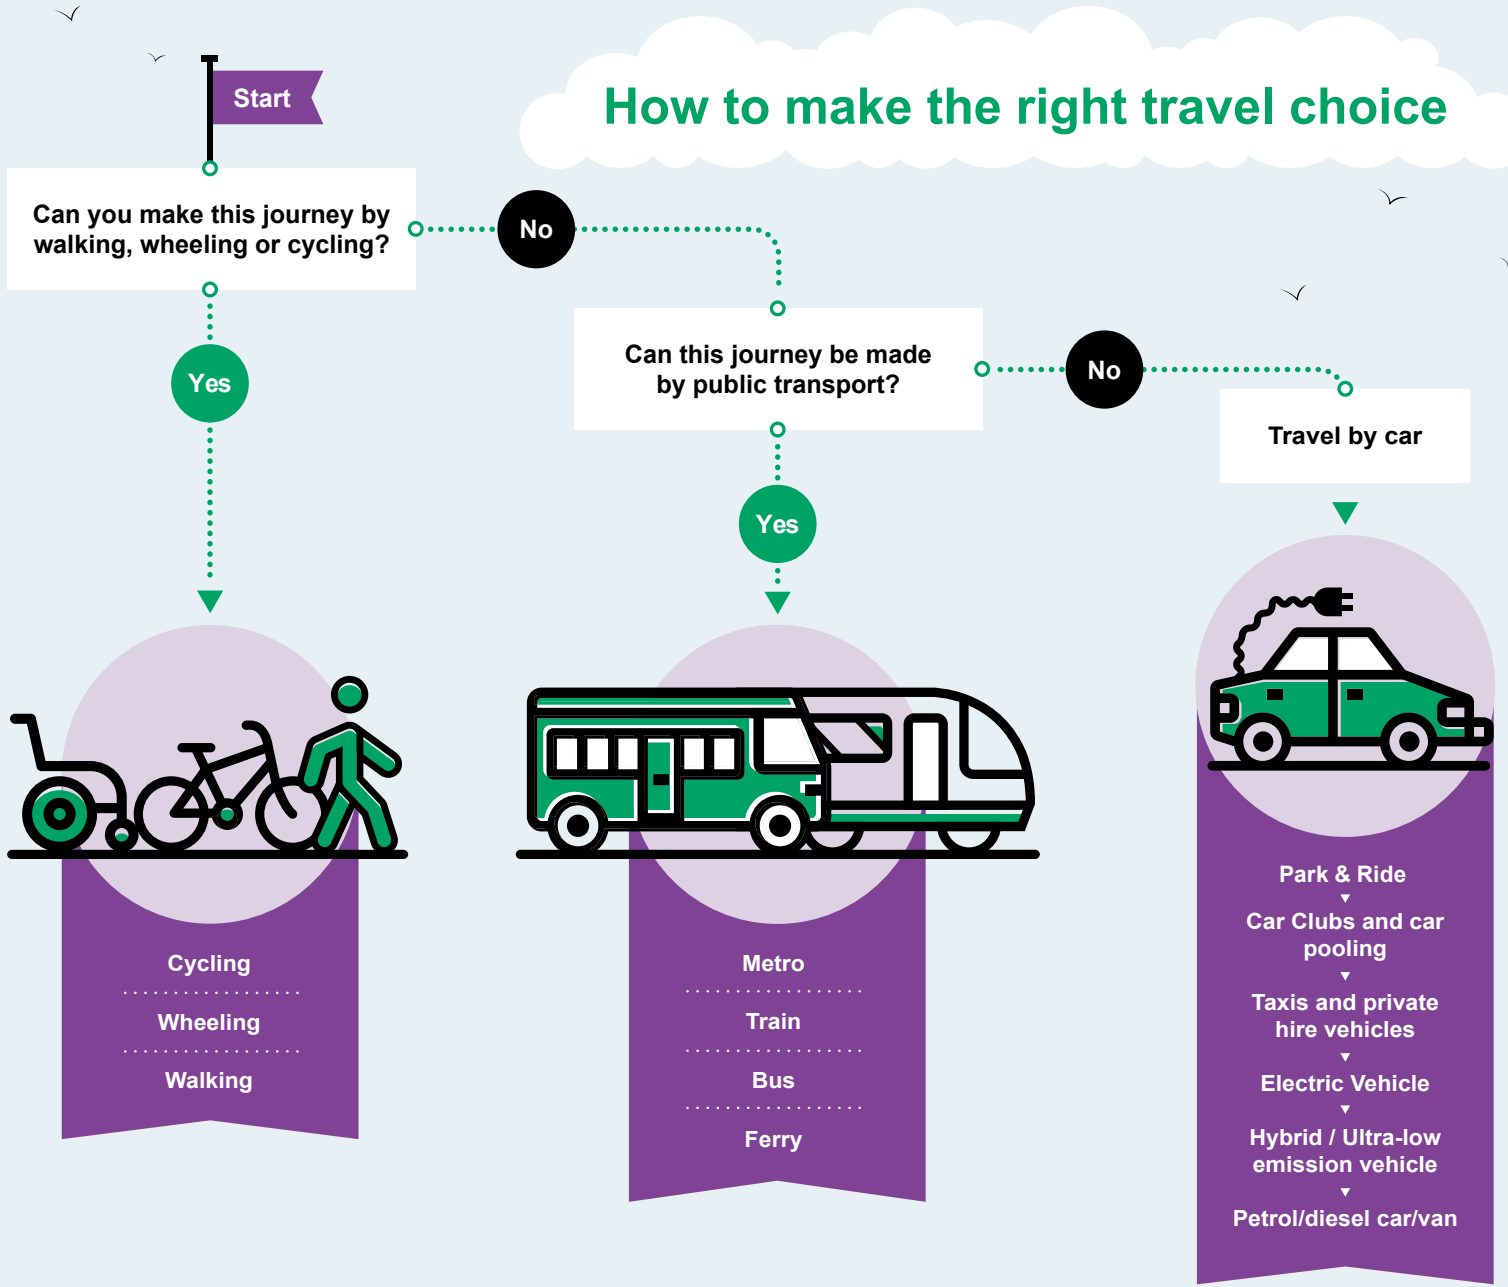 Start
How to make the right travel choice
Can you make this journey by
walking, wheeling or cycling?
No
Yes
Can this journey be made
by public transport?
No
Yes
Travel by car
Cycling
Wheeling
Walking
Metro
Train
Bus
Ferry
Park & Ride
Car Clubs and car
pooling
Taxis and private
hire vehicles
Electric Vehicle
Hybrid / Ultra-low
emission vehicle
Petrol/diesel car/van